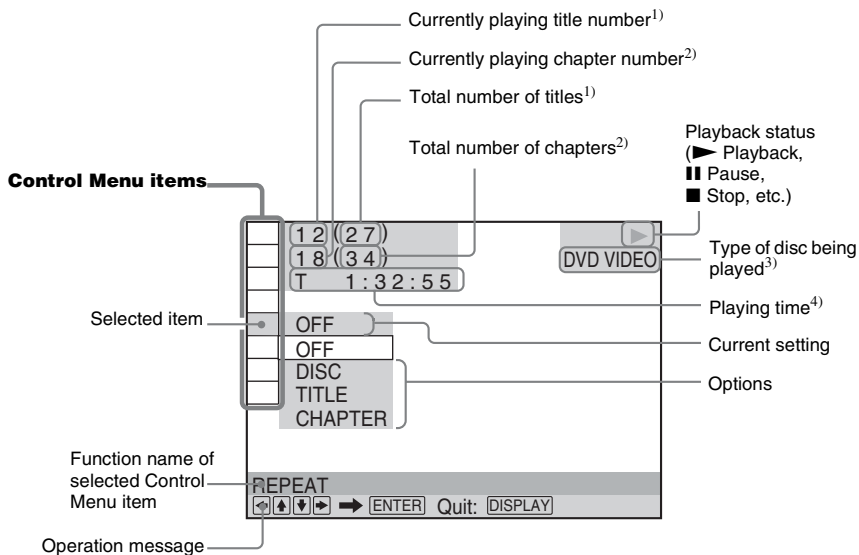 Currently playing title number1)
Currently playing chapter number2)
Total number of titles1)
Total number of chapters2)
Playback status
(► Playback,
❚❚ Pause,
■ Stop, etc.)
Control Menu items
12(27)
18(34)
T 1:32:55
►
DVD VIDEO
Type of disc being
played3)
Playing time4)
Selected item
OFF
Current setting
OFF
DISC
TITLE
CHAPTER
Options
Function name of
selected Control
Menu item
REPEAT
← ↑ ↓ → ➡ ENTER Quit: DISPLAY
Operation message